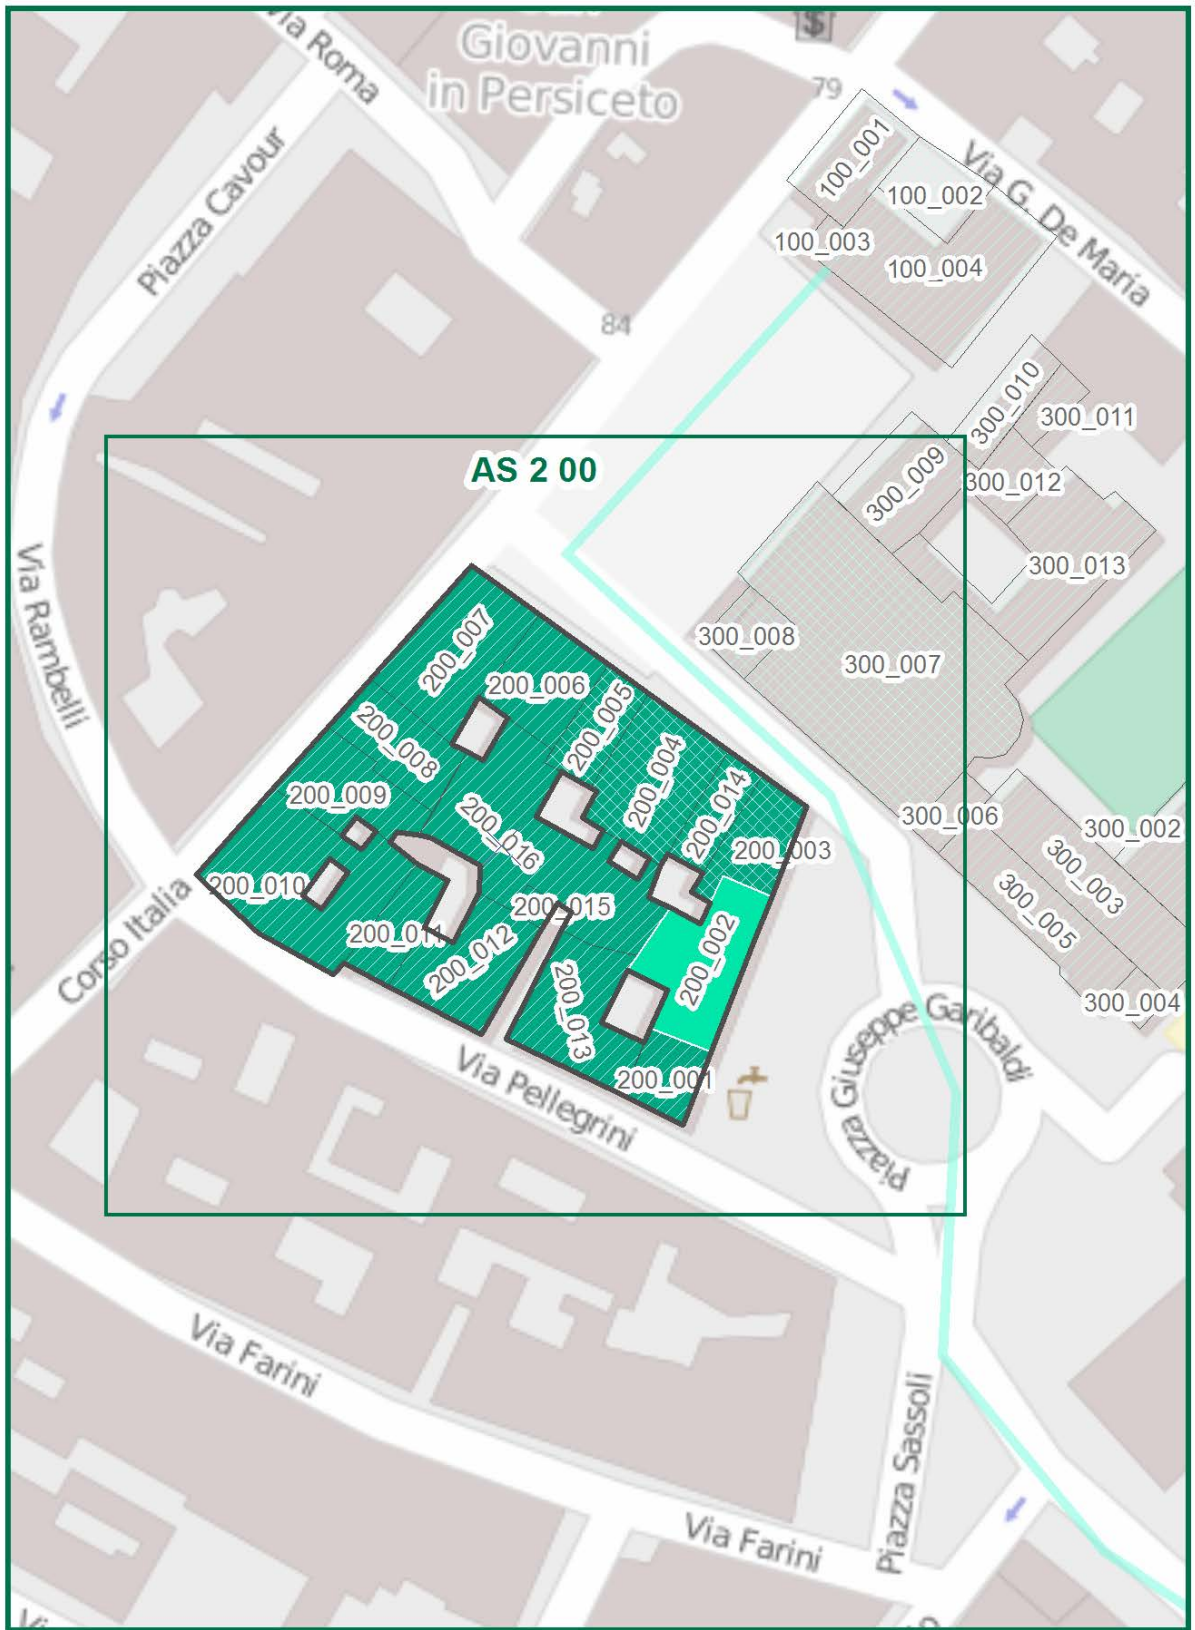 Via Roma
Giovanni
in Persiceto
79
Via G. De Maria
Piazza Cavour
100_001
100_002
100_003
100_004
84
300_010
300_011
300_009
300_012
300_013
AS 2 00
Via Rambelli
300_008
300_007
200_007
200_006
200_005
200_008
200_004
200_014
200_009
200_016
200_003
300_006
300_002
300_003
300_005
300_004
200_010
200_015
200_011
200_012
200_002
200_013
200_001
Corso Italia
Via Pellegrini
Piazza Giuseppe Garibaldi
Via Farini
Piazza Sassoli
Via Farini